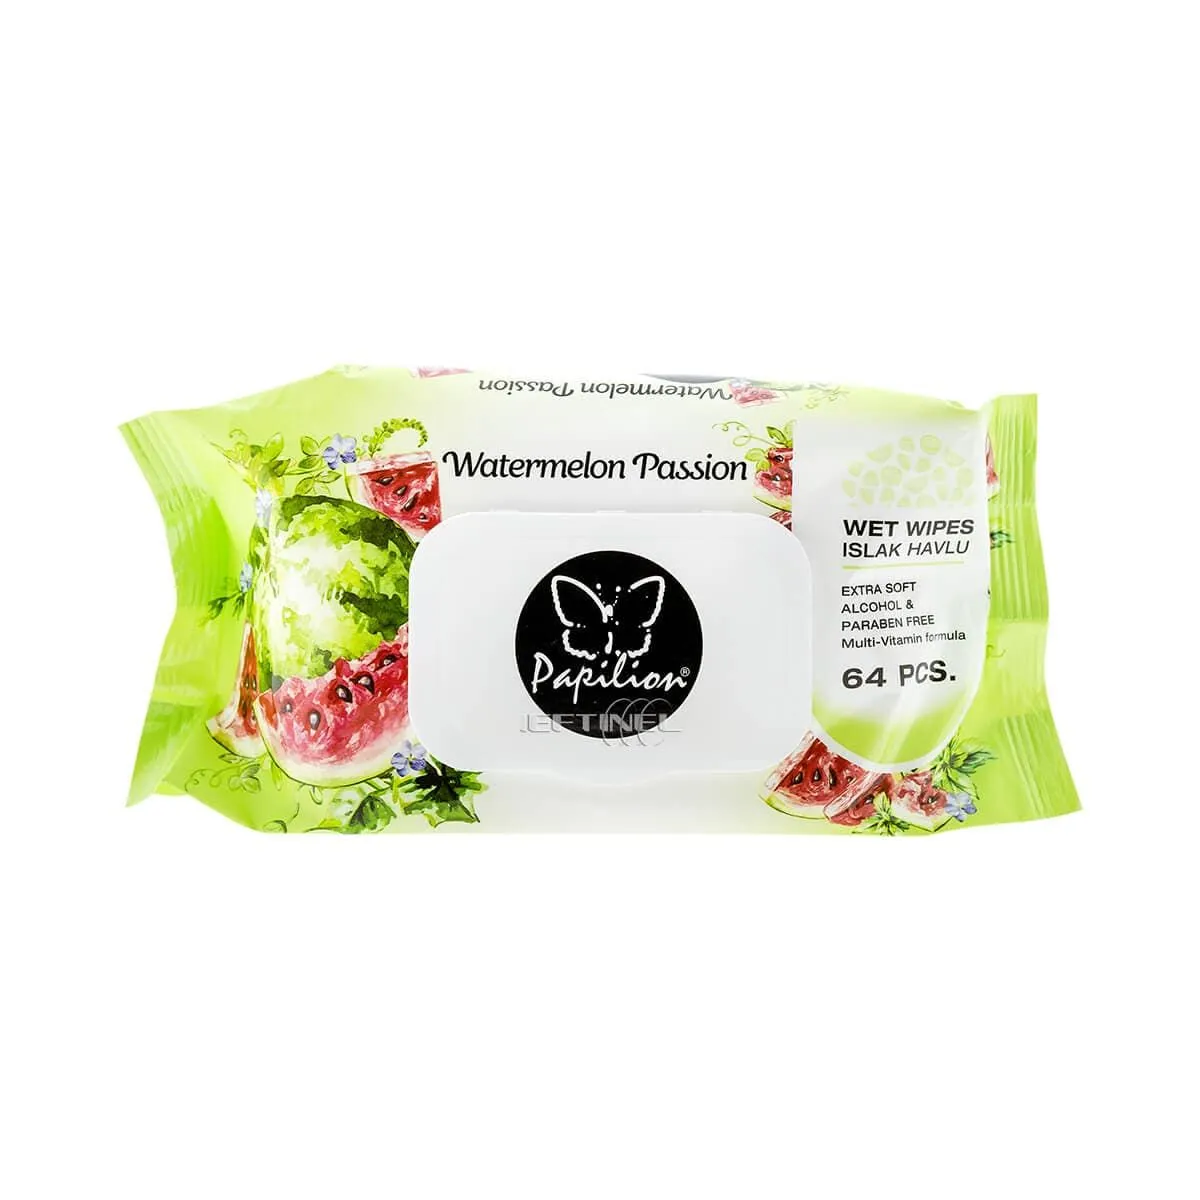 Watermelon Passion
Watermelon Passion
WET WIPES
ISLAK HAVLU
EXTRA SOFT
ALCOHOL &
PARABEN FREE
Multi-Vitamin formula
64 PCS.
Papilion®
JEFTINEL